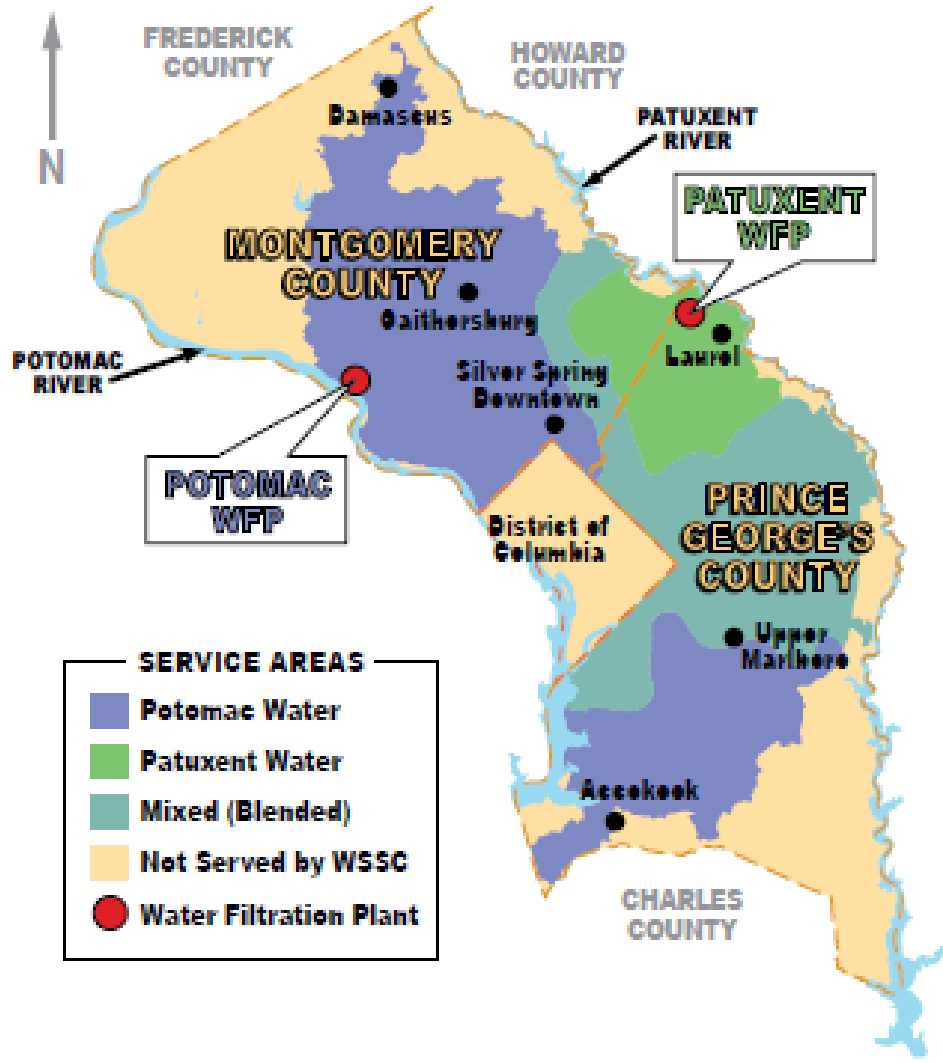 FREDERICK
COUNTY
HOWARD
COUNTY
N
Damascus
PATUXENT
RIVER
PATUXENT
WFP
MONTGOMERY
COUNTY
Gaithersburg
Laurel
POTOMAC
RIVER
Silver Spring
Downtown
POTOMAC
WFP
District of
Columbia
PRINCE
GEORGE'S
COUNTY
Upper
Marlboro
SERVICE AREAS
Potomac Water
Patuxent Water
Mixed (Blended)
Not Served by WSSC
Water Filtration Plant
Accokeek
CHARLES
COUNTY